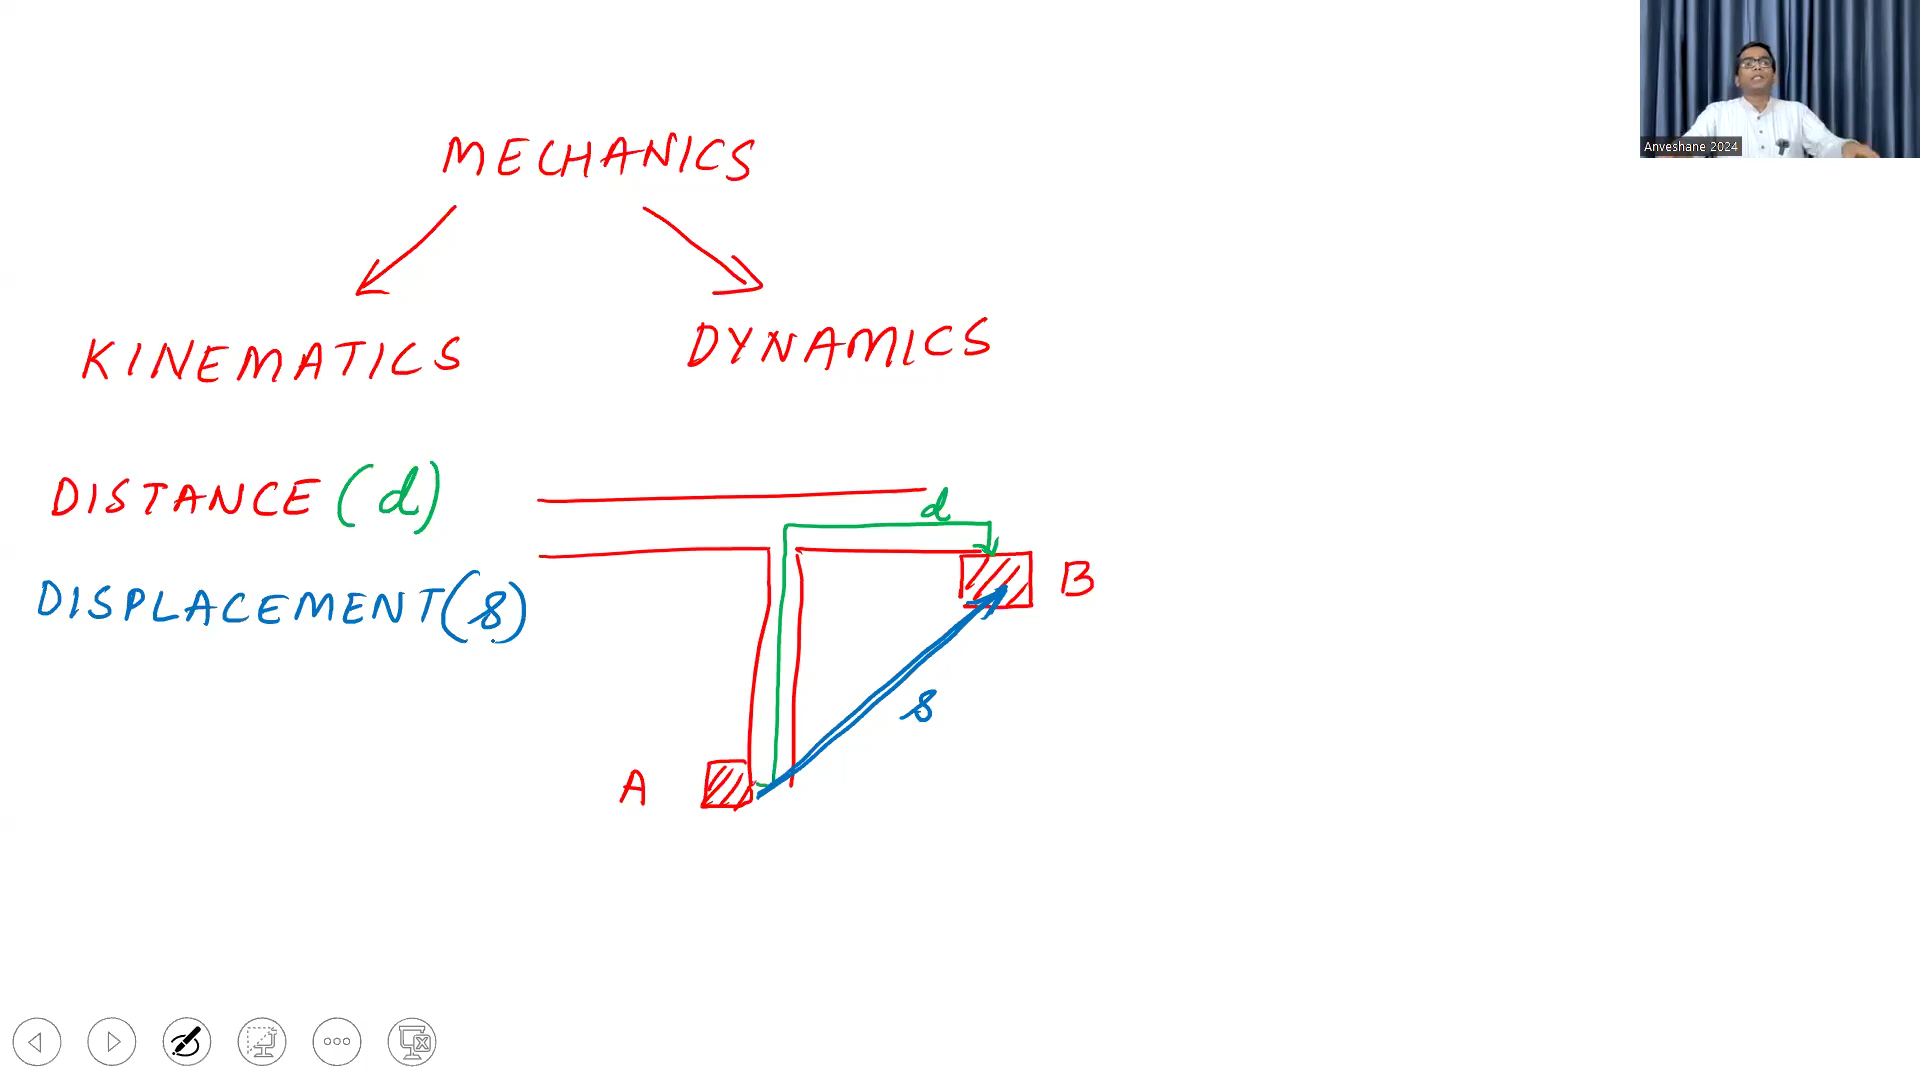 Anveshane 2024
MECHANICS
KINEMATICS
DYNAMICS
DISTANCE (d)
d
DISPLACEMENT (s)
B
s
A